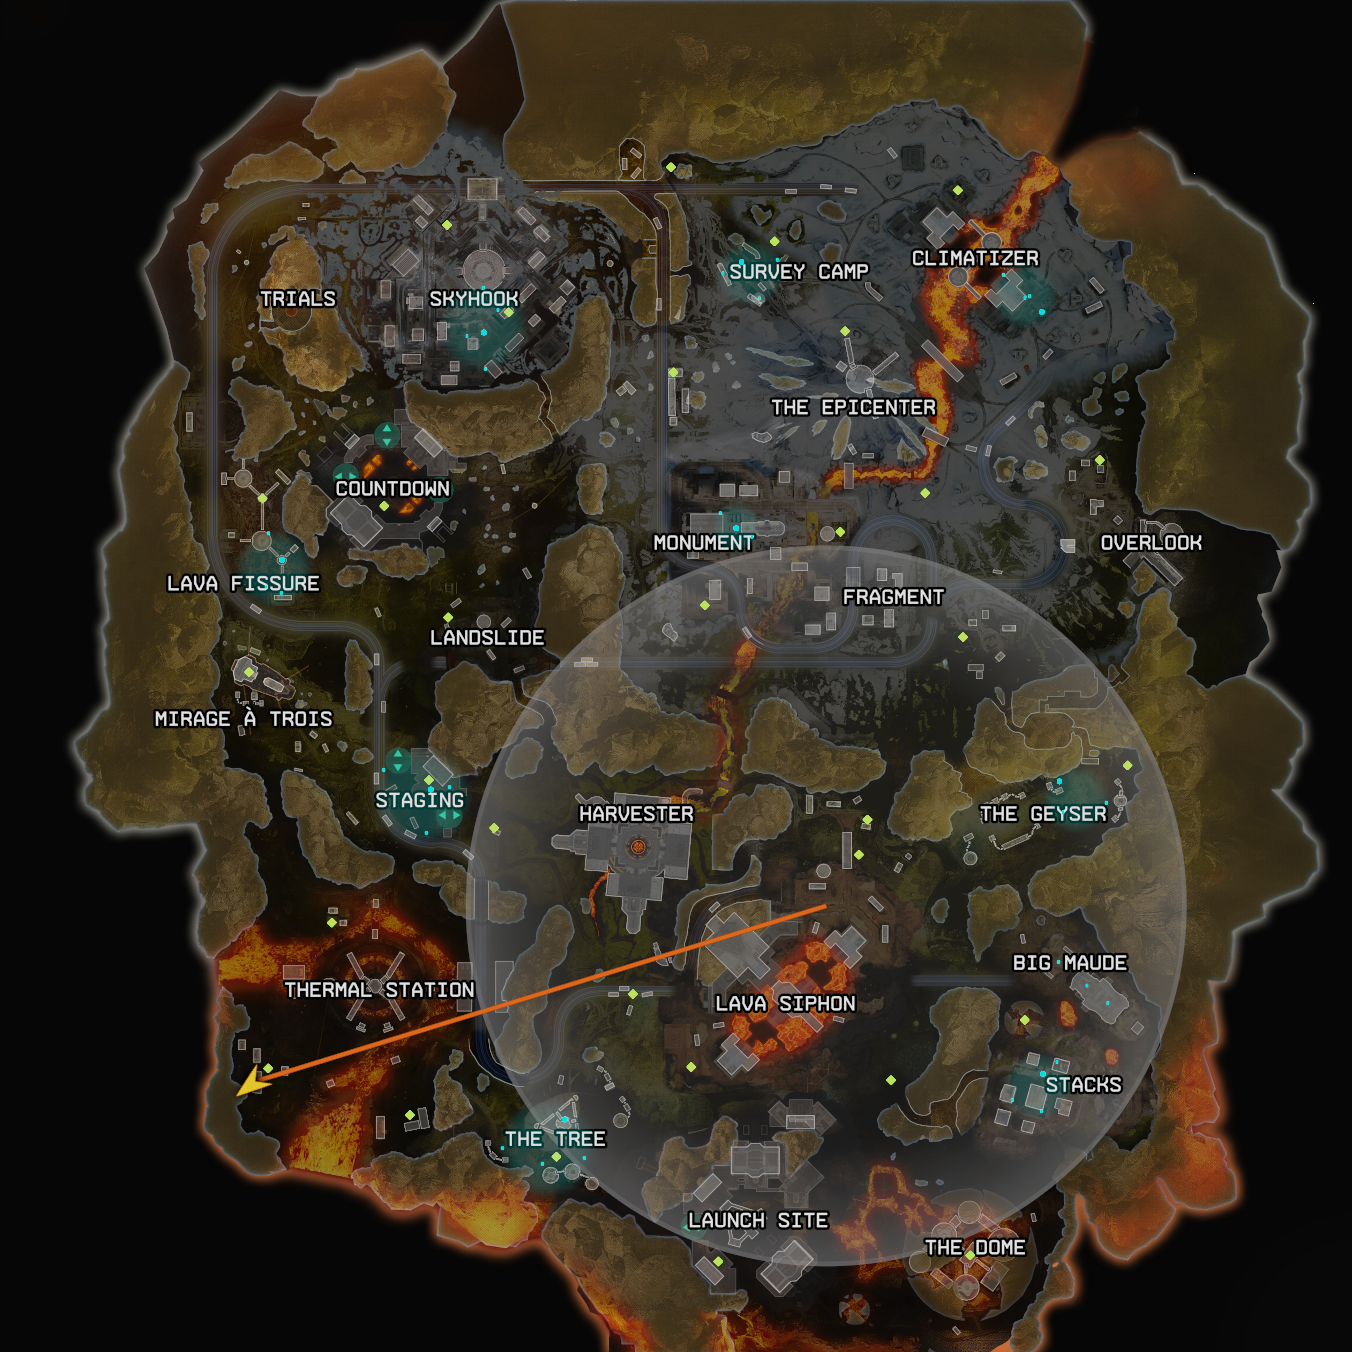 SURVEY CAMP
CLIMATIZER
TRIALS
SKYHOOK
THE EPICENTER
COUNTDOWN
MONUMENT
OVERLOOK
LAVA FISSURE
FRAGMENT
LANDSLIDE
MIRAGE À TROIS
STAGING
HARVESTER
THE GEYSER
BIG MAUDE
THERMAL STATION
LAVA SIPHON
STACKS
THE TREE
LAUNCH SITE
THE DOME